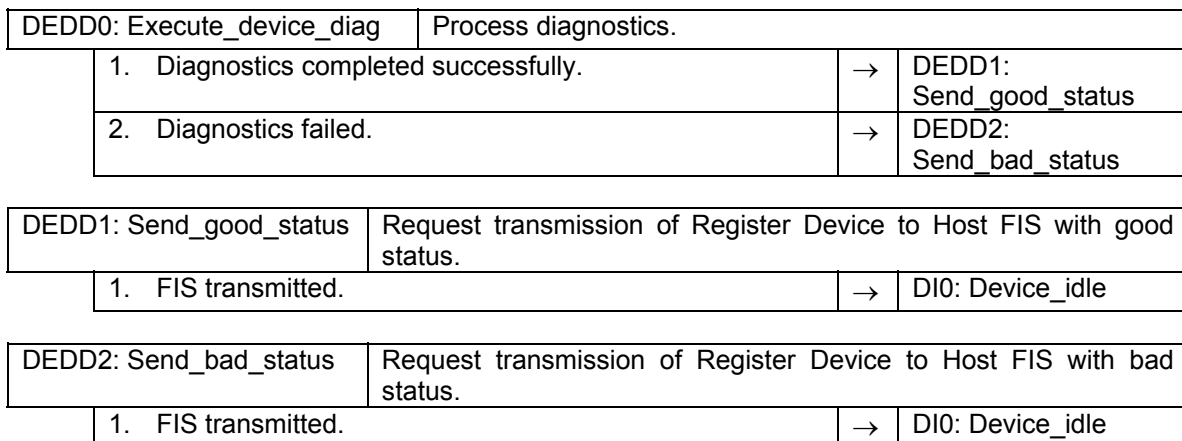 DEDD0: Execute_device_diag Process diagnostics.
1. Diagnostics completed successfully. → DEDD1:
Send_good_status
2. Diagnostics failed. → DEDD2:
Send_bad_status
DEDD1: Send_good_status Request transmission of Register Device to Host FIS with good
status.
1. FIS transmitted. → DI0: Device_idle
DEDD2: Send_bad_status Request transmission of Register Device to Host FIS with bad
status.
1. FIS transmitted. → DI0: Device_idle